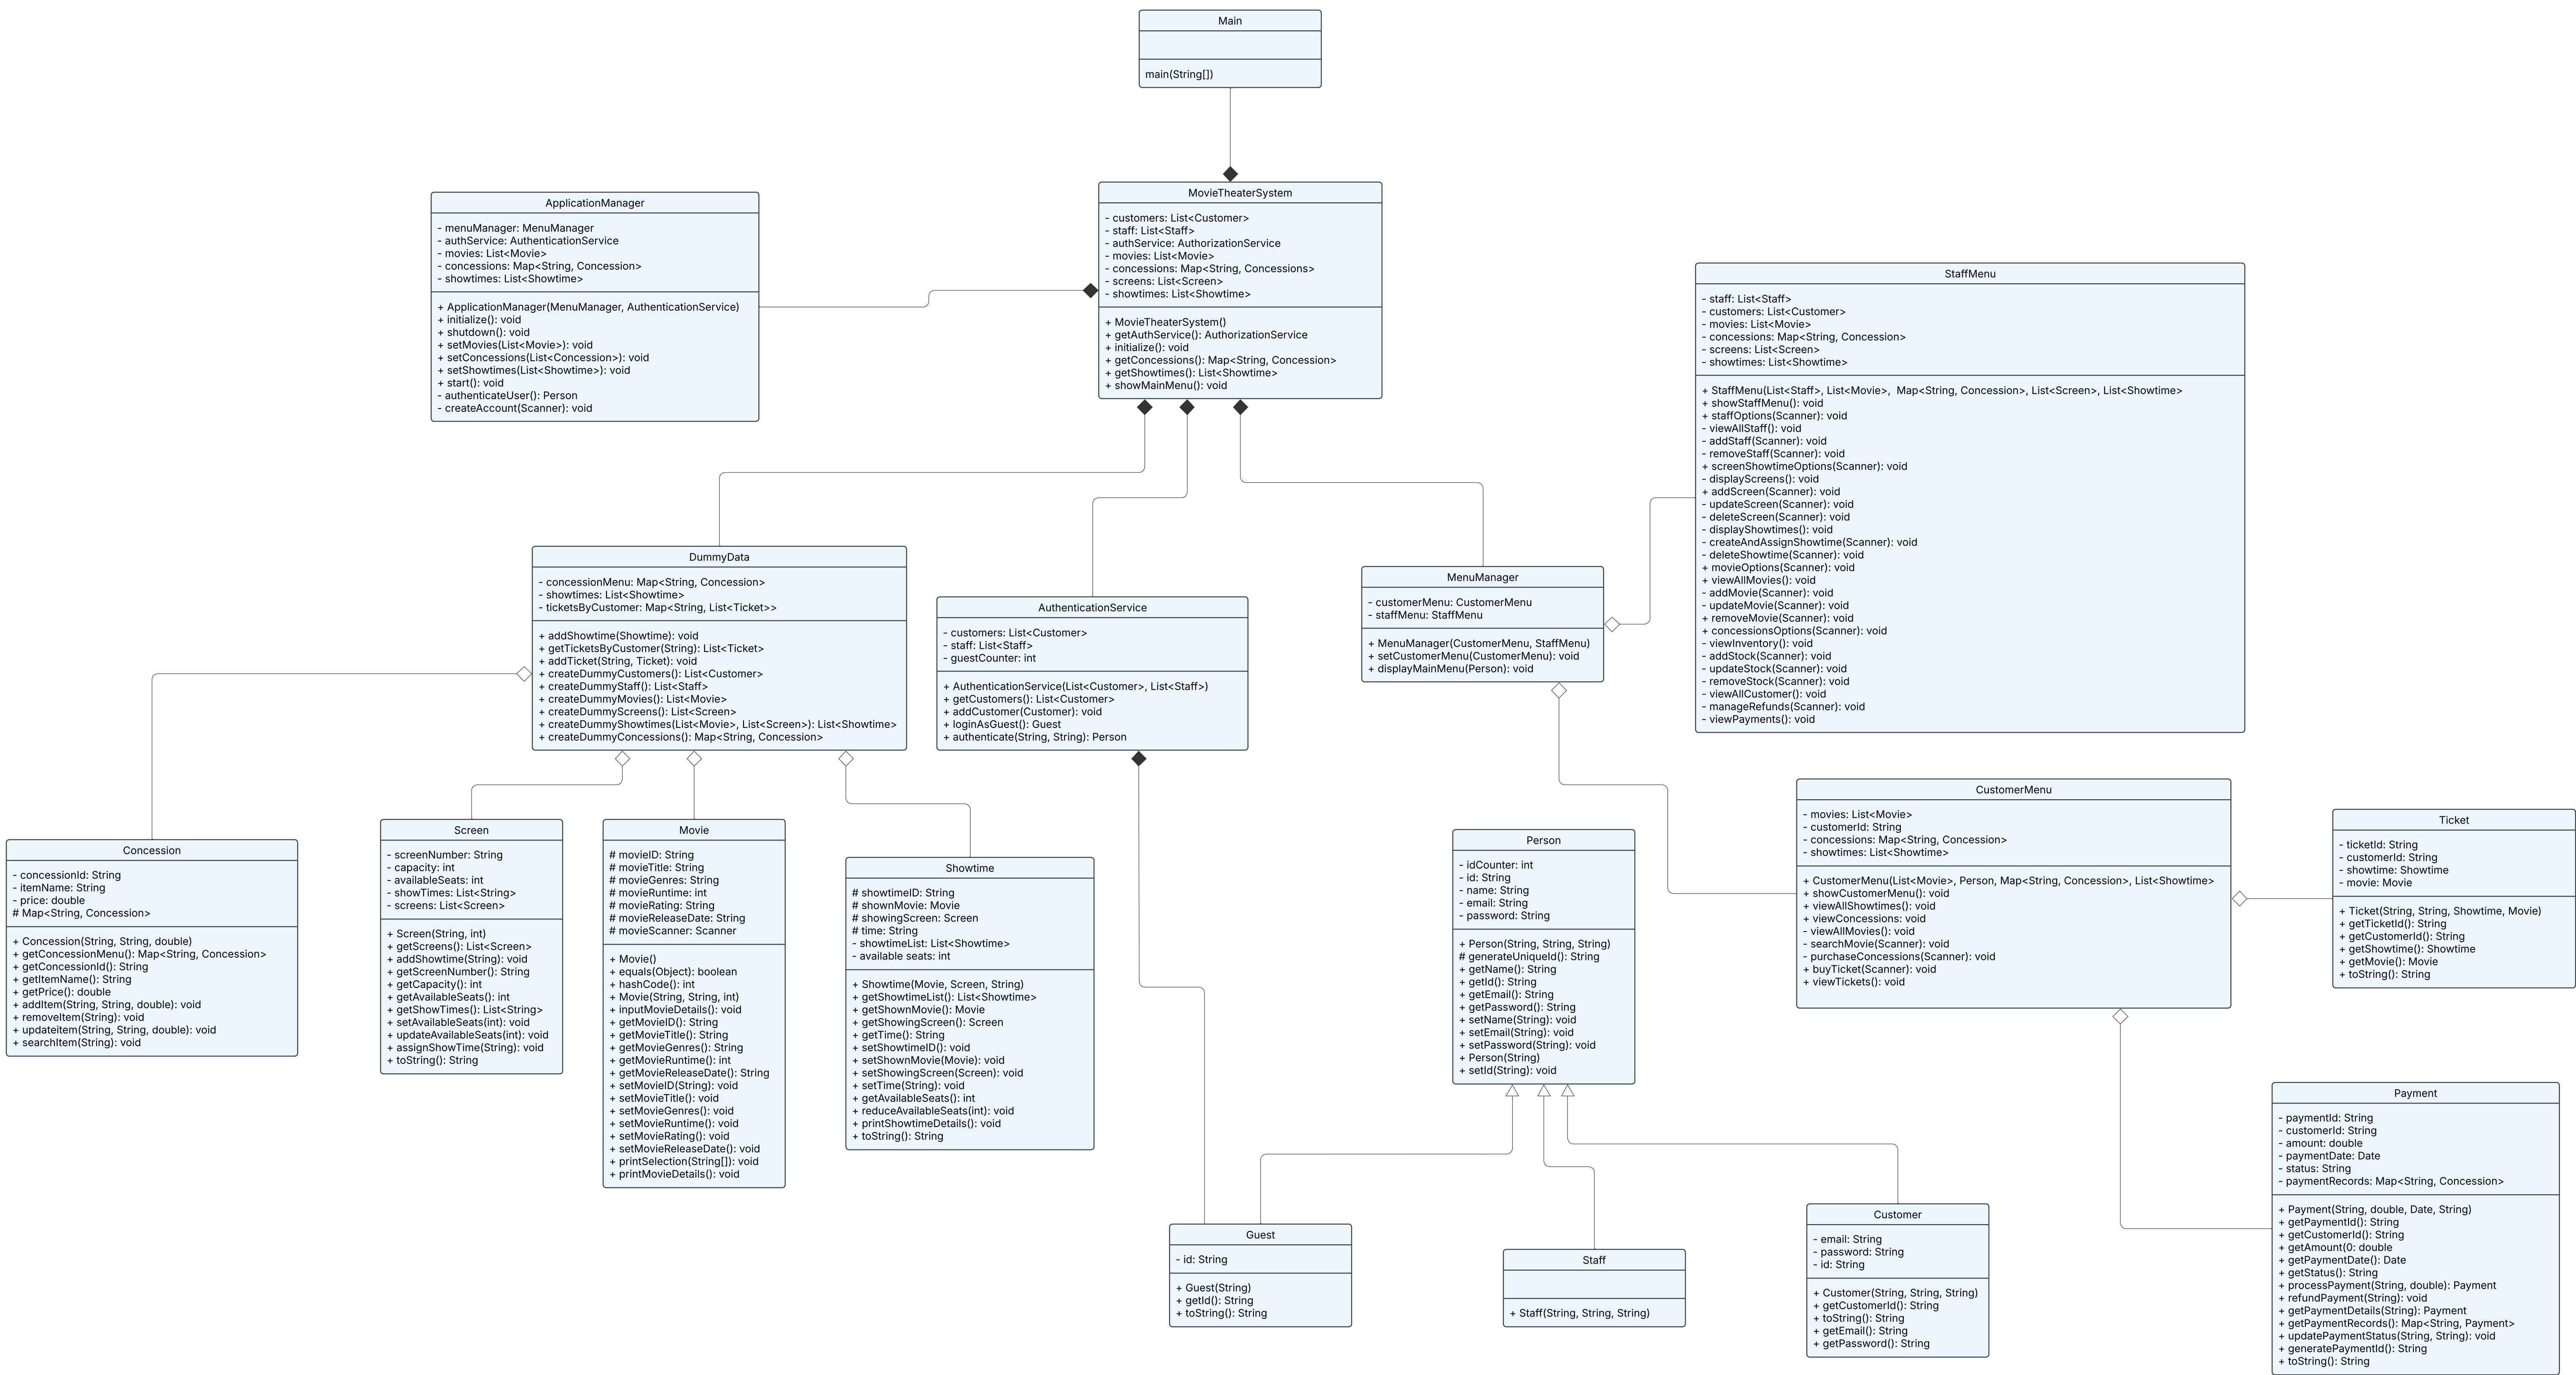 Main
main(String[])
ApplicationManager
- menuManager: MenuManager
- authService: AuthenticationService
- movies: List<Movie>
- concessions: Map<String, Concession>
- showtimes: List<Showtime>
+ ApplicationManager(MenuManager, AuthenticationService)
+ initialize(): void
+ shutdown(): void
+ setMovies(List<Movie>): void
+ setConcessions(List<Concession>): void
+ setShowtimes(List<Showtime>): void
+ start(): void
- authenticateUser(): Person
- createAccount(Scanner): void
MovieTheaterSystem
- customers: List<Customer>
- staff: List<Staff>
- authService: AuthorizationService
- movies: List<Movie>
- concessions: Map<String, Concessions>
- screens: List<Screen>
- showtimes: List<Showtime>
+ MovieTheaterSystem()
+ getAuthService(): AuthorizationService
+ initialize(): void
+ getConcessions(): Map<String, Concession>
+ getShowtimes(): List<Showtime>
+ showMainMenu(): void
StaffMenu
- staff: List<Staff>
- customers: List<Customer>
- movies: List<Movie>
- concessions: Map<String, Concession>
- screens: List<Screen>
- showtimes: List<Showtime>
+ StaffMenu(List<Staff>, List<Movie>,  Map<String, Concession>, List<Screen>, List<Showtime>
+ showStaffMenu(): void
+ staffOptions(Scanner): void
- viewAllStaff(): void
- addStaff(Scanner): void
- removeStaff(Scanner): void
+ screenShowtimeOptions(Scanner): void
- displayScreens(): void
+ addScreen(Scanner): void
- updateScreen(Scanner): void
- deleteScreen(Scanner): void
- displayShowtimes(): void
- createAndAssignShowtime(Scanner): void
- deleteShowtime(Scanner): void
+ movieOptions(Scanner): void
+ viewAllMovies(): void
- addMovie(Scanner): void
- updateMovie(Scanner): void
+ removeMovie(Scanner): void
+ concessionsOptions(Scanner): void
- viewInventory(): void
- addStock(Scanner): void
- updateStock(Scanner): void
- removeStock(Scanner): void
- viewAllCustomer(): void
- manageRefunds(Scanner): void
- viewPayments(): void
DummyData
- concessionMenu: Map<String, Concession>
- showtimes: List<Showtime>
- ticketsByCustomer: Map<String, List<Ticket>>
+ addShowtime(Showtime): void
+ getTicketsByCustomer(String): List<Ticket>
+ addTicket(String, Ticket): void
+ createDummyCustomers(): List<Customer>
+ createDummyStaff(): List<Staff>
+ createDummyMovies(): List<Movie>
+ createDummyScreens(): List<Screen>
+ createDummyShowtimes(List<Movie>, List<Screen>): List<Showtime>
+ createDummyConcessions(): Map<String, Concession>
AuthenticationService
- customers: List<Customer>
- staff: List<Staff>
- guestCounter: int
+ AuthenticationService(List<Customer>, List<Staff>)
+ getCustomers(): List<Customer>
+ addCustomer(Customer): void
+ loginAsGuest(): Guest
+ authenticate(String, String): Person
MenuManager
- customerMenu: CustomerMenu
- staffMenu: StaffMenu
+ MenuManager(CustomerMenu, StaffMenu)
+ setCustomerMenu(CustomerMenu): void
+ displayMainMenu(Person): void
Concession
- concessionId: String
- itemName: String
- price: double
# Map<String, Concession>
+ Concession(String, String, double)
+ getConcessionMenu(): Map<String, Concession>
+ getConcessionId(): String
+ getItemName(): String
+ getPrice(): double
+ addItem(String, String, double): void
+ removeItem(String): void
+ updateitem(String, String, double): void
+ searchItem(String): void
Screen
- screenNumber: String
- capacity: int
- availableSeats: int
- showTimes: List<String>
- screens: List<Screen>
+ Screen(String, int)
+ getScreens(): List<Screen>
+ addShowtime(String): void
+ getScreenNumber(): String
+ getCapacity(): int
+ getAvailableSeats(): int
+ getShowTimes(): List<String>
+ setAvailableSeats(int): void
+ updateAvailableSeats(int): void
+ assignShowTime(String): void
+ toString(): String
Movie
# movieID: String
# movieTitle: String
# movieGenres: String
# movieRuntime: int
# movieRating: String
# movieReleaseDate: String
# movieScanner: Scanner
+ Movie()
+ equals(Object): boolean
+ hashCode(): int
+ Movie(String, String, int)
+ inputMovieDetails(): void
+ getMovieID(): String
+ getMovieTitle(): String
+ getMovieGenres(): String
+ getMovieRuntime(): int
+ getMovieReleaseDate(): String
+ setMovieID(String): void
+ setMovieTitle(): void
+ setMovieGenres(): void
+ setMovieRuntime(): void
+ setMovieRating(): void
+ setMovieReleaseDate(): void
+ printSelection(String[]): void
+ printMovieDetails(): void
Showtime
# showtimeID: String
# shownMovie: Movie
# showingScreen: Screen
# time: String
- showtimeList: List<Showtime>
- available seats: int
+ Showtime(Movie, Screen, String)
+ getShowtimeList(): List<Showtime>
+ getShownMovie(): Movie
+ getShowingScreen(): Screen
+ getTime(): String
+ setShowtimeID(): void
+ setShownMovie(Movie): void
+ setShowingScreen(Screen): void
+ setTime(String): void
+ getAvailableSeats(): int
+ reduceAvailableSeats(int): void
+ printShowtimeDetails(): void
+ toString(): String
Person
- idCounter: int
- id: String
- name: String
- email: String
- password: String
+ Person(String, String, String)
# generateUniqueId(): String
+ getName(): String
+ getId(): String
+ getEmail(): String
+ getPassword(): String
+ setName(String): void
+ setEmail(String): void
+ setPassword(String): void
+ Person(String)
+ setId(String): void
CustomerMenu
- movies: List<Movie>
- customerId: String
- concessions: Map<String, Concession>
- showtimes: List<Showtime>
+ CustomerMenu(List<Movie>, Person, Map<String, Concession>, List<Showtime>
+ showCustomerMenu(): void
+ viewAllShowtimes(): void
+ viewConcessions: void
- viewAllMovies(): void
- searchMovie(Scanner): void
- purchaseConcessions(Scanner): void
+ buyTicket(Scanner): void
+ viewTickets(): void
Ticket
- ticketId: String
- customerId: String
- showtime: Showtime
- movie: Movie
+ Ticket(String, String, Showtime, Movie)
+ getTicketId(): String
+ getCustomerId(): String
+ getShowtime(): Showtime
+ getMovie(): Movie
+ toString(): String
Payment
- paymentId: String
- customerId: String
- amount: double
- paymentDate: Date
- status: String
- paymentRecords: Map<String, Concession>
+ Payment(String, double, Date, String)
+ getPaymentId(): String
+ getCustomerId(): String
+ getAmount(0: double
+ getPaymentDate(): Date
+ getStatus(): String
+ processPayment(String, double): Payment
+ refundPayment(String): void
+ getPaymentDetails(String): Payment
+ getPaymentRecords(): Map<String, Payment>
+ updatePaymentStatus(String, String): void
+ generatePaymentId(): String
+ toString(): String
Guest
- id: String
+ Guest(String)
+ getId(): String
+ toString(): String
Staff
+ Staff(String, String, String)
Customer
- email: String
- password: String
- id: String
+ Customer(String, String, String)
+ getCustomerId(): String
+ toString(): String
+ getEmail(): String
+ getPassword(): String